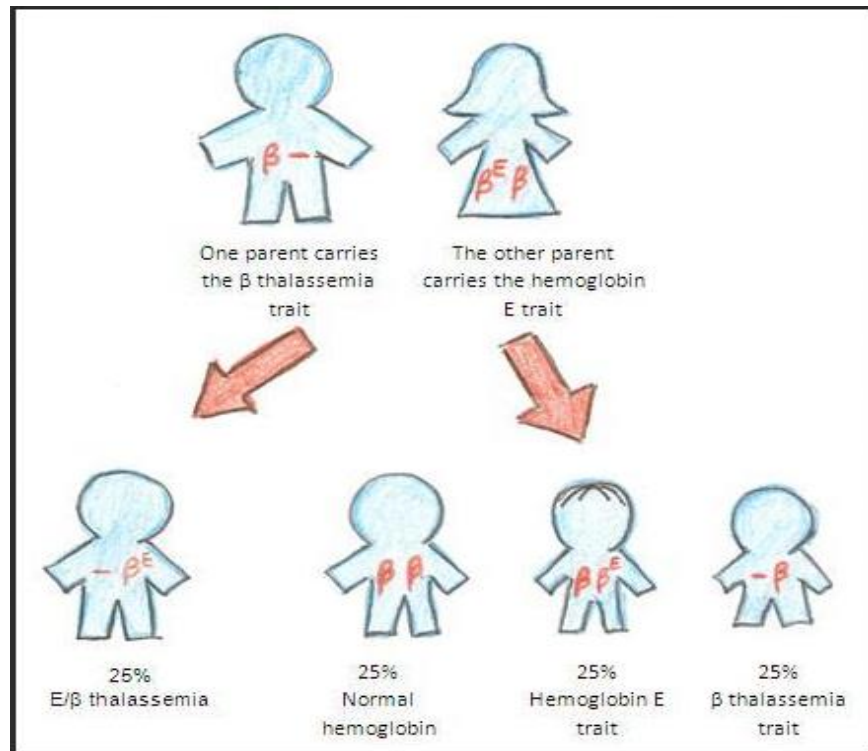 β −
β^E β
One parent carries
the β thalassemia
trait
The other parent
carries the hemoglobin
E trait
− β^E
β β
β β^E
− β
25%
E/β thalassemia
25%
Normal
hemoglobin
25%
Hemoglobin E
trait
25%
β thalassemia
trait